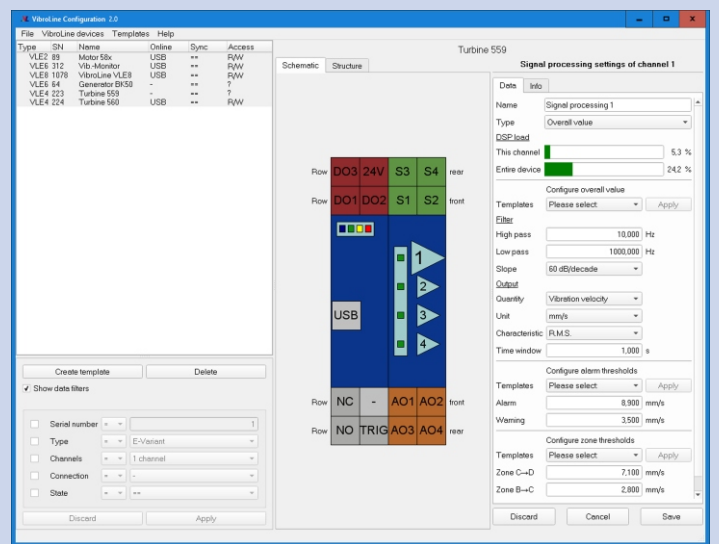 VibroLine Configuration 2.0
File VibroLine devices Templates Help
Type SN Name Online Sync Access
VLE2 89 Motor 58x USB == R/W
VLE6 312 Vib.-Monitor USB == R/W
VLE8 1078 VibroLine VLE8 USB == R/W
VLE6 64 Generator BK50 - == ?
VLE4 223 Turbine 559 - == ?
VLE4 224 Turbine 560 USB == R/W
Create template Delete
Show data filters
Serial number = 1
Type = E-Variant
Channels = 1 channel
Connection = -
State = ==
Discard Apply
Turbine 559
Schematic Structure
Row DO3 24V S3 S4 rear
Row DO1 DO2 S1 S2 front
1
2
USB 3
4
Row NC - AO1 AO2 front
Row NO TRIG AO3 AO4 rear
Signal processing settings of channel 1
Data Info
Name Signal processing 1
Type Overall value
DSP load
This channel 5,3 %
Entire device 24,2 %
Configure overall value
Templates Please select Apply
Filter
High pass 10,000 Hz
Low pass 1000,000 Hz
Slope 60 dB/decade
Output
Quantity Vibration velocity
Unit mm/s
Characteristic R.M.S.
Time window 1,000 s
Configure alarm thresholds
Templates Please select Apply
Alarm 8,900 mm/s
Warning 3,500 mm/s
Configure zone thresholds
Templates Please select Apply
Zone C→D 7,100 mm/s
Zone B→C 2,800 mm/s
Discard Cancel Save